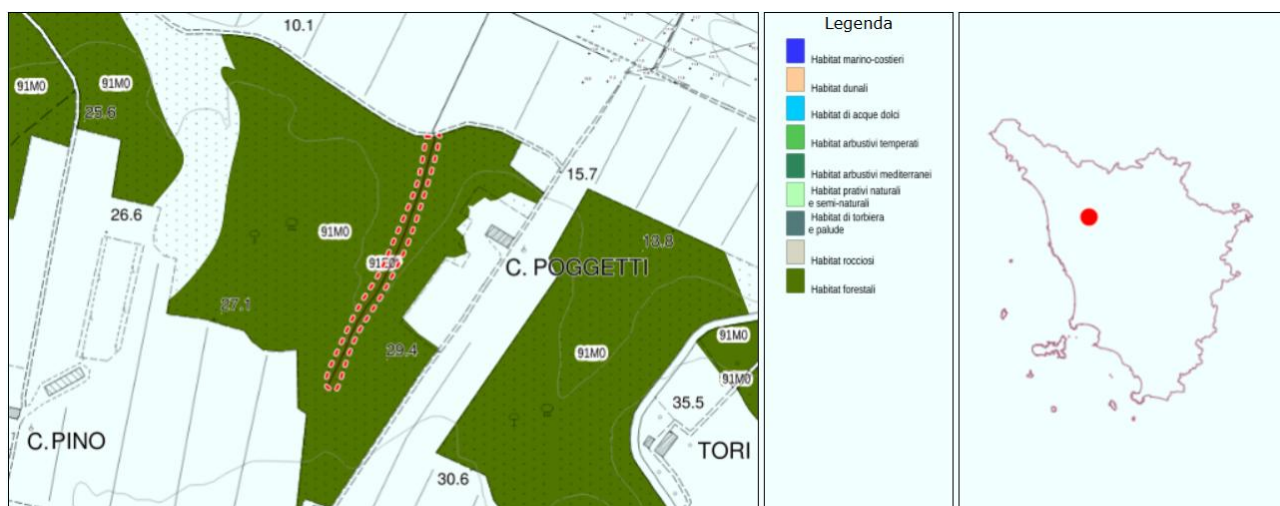 10.1
91M0
91M0
25.6
15.7
26.6
91M0
13.8
C. POGGETTI
27.1
29.4
91M0
91M0
91M0
35.5
C.PINO
TORI
30.6
Legenda
Habitat marino-costieri
Habitat dunali
Habitat di acque dolci
Habitat arbustivi temperati
Habitat arbustivi mediterranei
Habitat prativi naturali
e semi-naturali
Habitat di torbiera
e palude
Habitat rocciosi
Habitat forestali